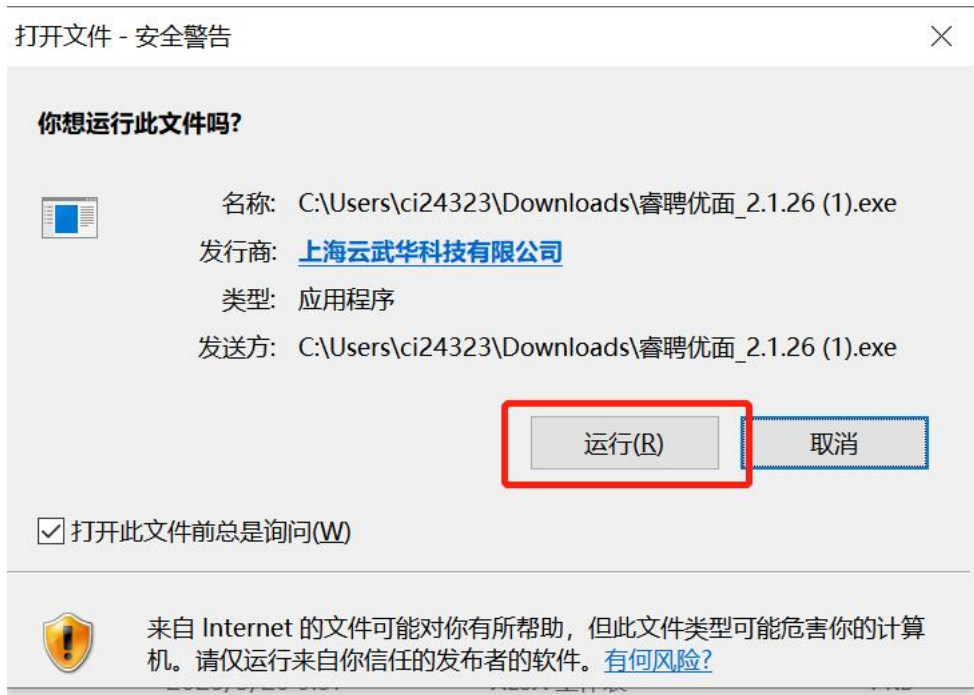 打开文件 - 安全警告
你想运行此文件吗?
名称: C:\Users\ci24323\Downloads\睿聘优面_2.1.26 (1).exe
发行商: 上海云武华科技有限公司
类型: 应用程序
发送方: C:\Users\ci24323\Downloads\睿聘优面_2.1.26 (1).exe
运行(R)
取消
打开此文件前总是询问(W)
来自 Internet 的文件可能对你有所帮助，但此文件类型可能危害你的计算
机。请仅运行来自你信任的发布者的软件。有何风险?